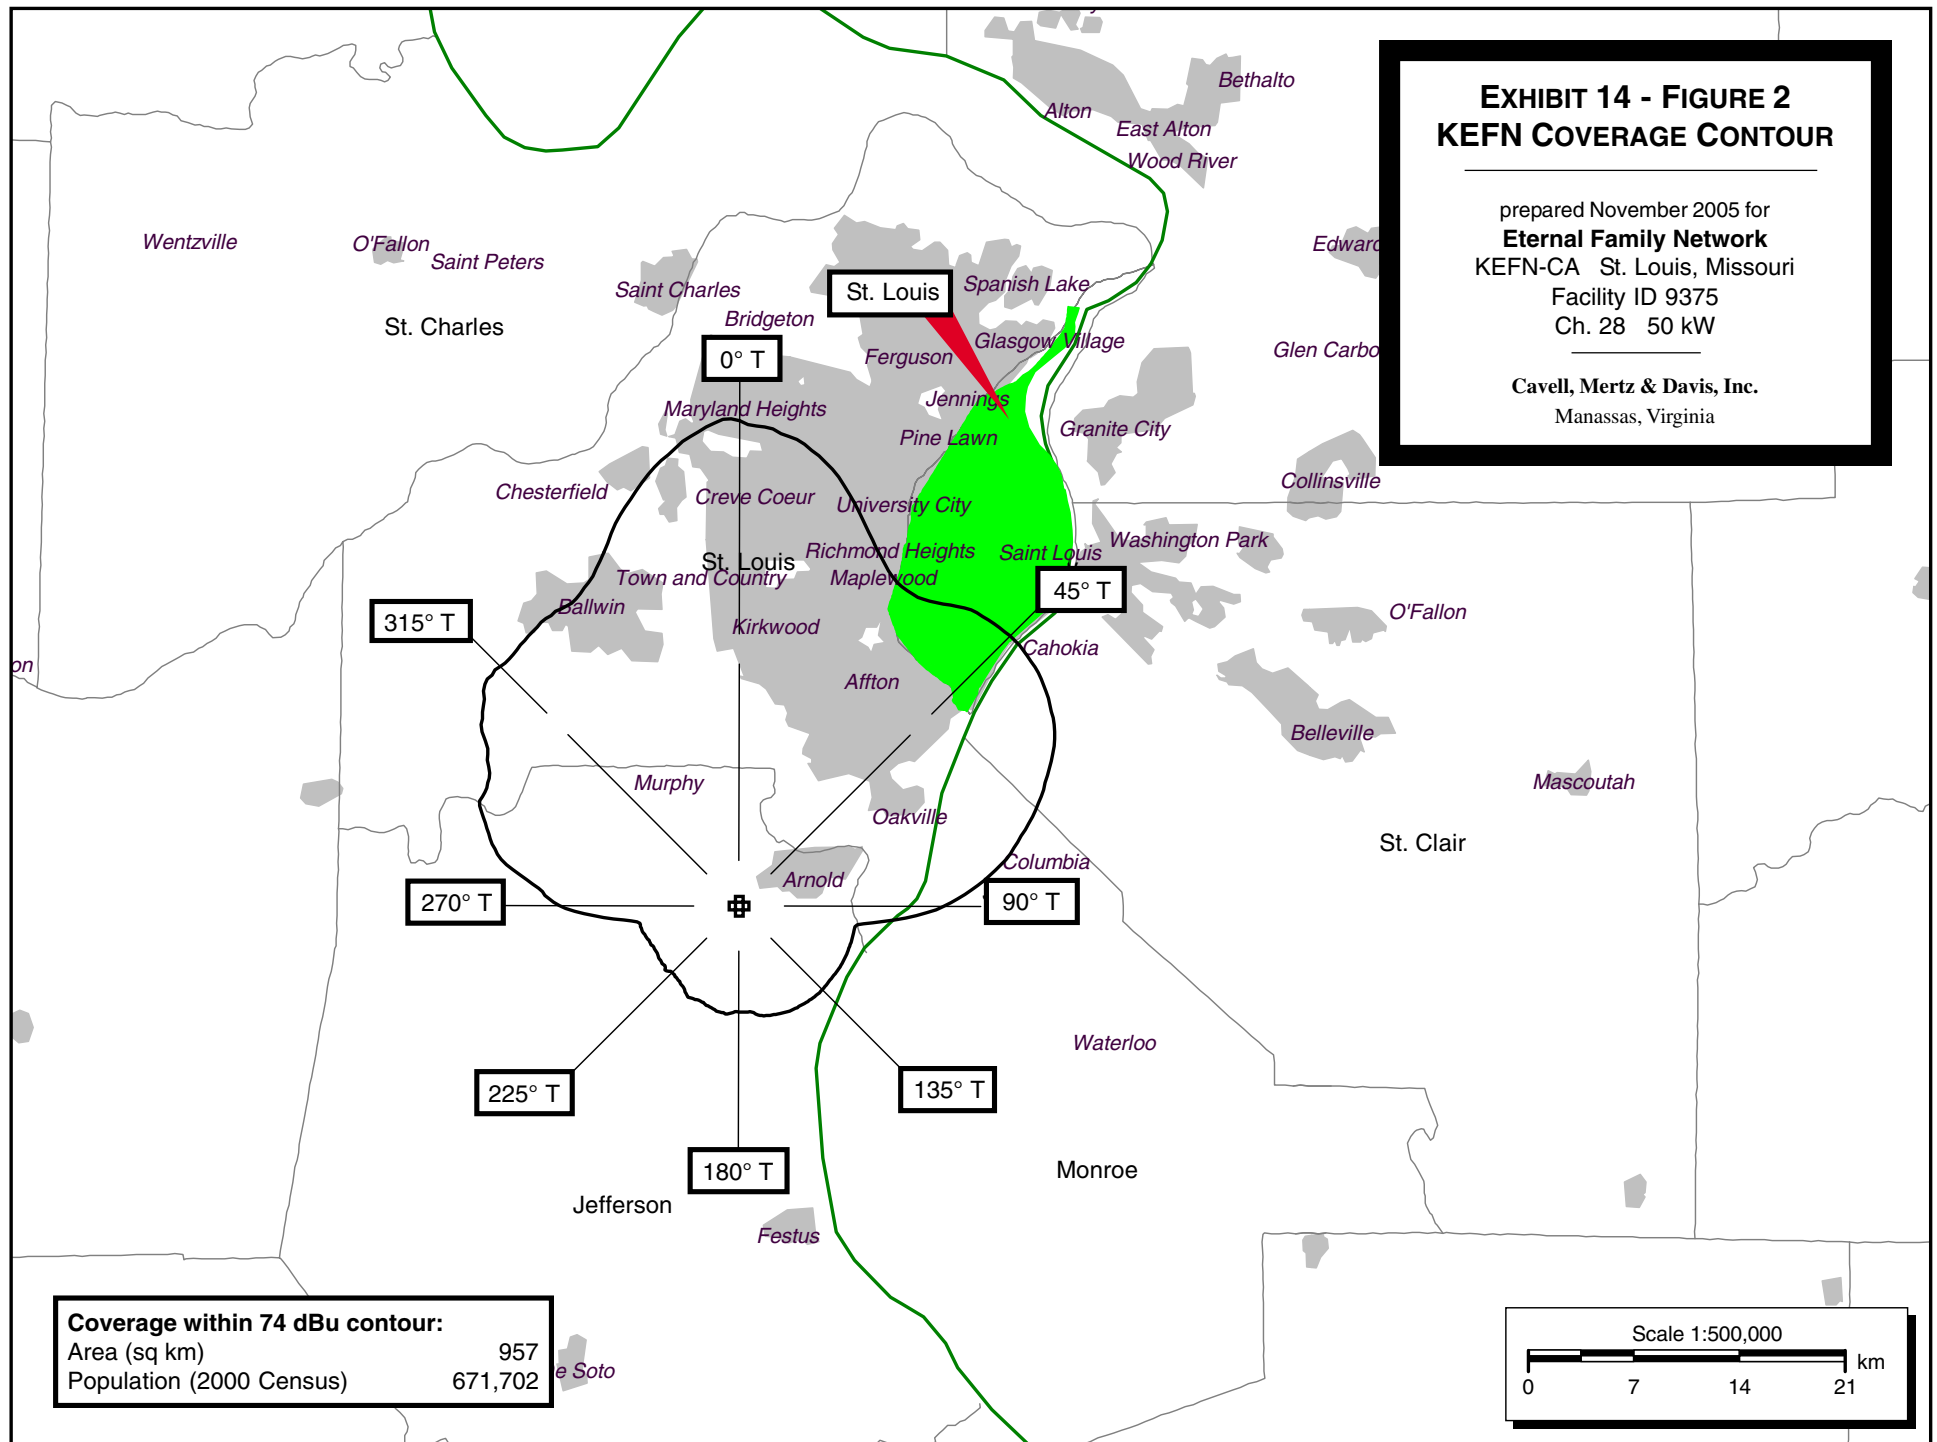 EXHIBIT 14 - FIGURE 2
KEFN COVERAGE CONTOUR
prepared November 2005 for
Eternal Family Network
KEFN-CA St. Louis, Missouri
Facility ID 9375
Ch. 28 50 kW
Cavell, Mertz & Davis, Inc.
Manassas, Virginia
Bethalto
Alton
East Alton
Wood River
Wentzville
O'Fallon
Saint Peters
Saint Charles
St. Charles
Bridgeton
St. Louis
Spanish Lake
Edward
Glasgow Village
Ferguson
Glen Carbo
0° T
Maryland Heights
Jennings
Pine Lawn
Granite City
Chesterfield
Creve Coeur
University City
Collinsville
Richmond Heights
Saint Louis
Washington Park
St. Louis
Town and Country
Maplewood
45° T
Ballwin
315° T
Kirkwood
O'Fallon
Cahokia
on
Affton
Belleville
Murphy
Mascoutah
Oakville
St. Clair
Columbia
Arnold
270° T
90° T
Waterloo
225° T
135° T
180° T
Monroe
Jefferson
Festus
Coverage within 74 dBu contour:
Area (sq km) 957
Population (2000 Census) 671,702
e Soto
Scale 1:500,000
km
0 7 14 21